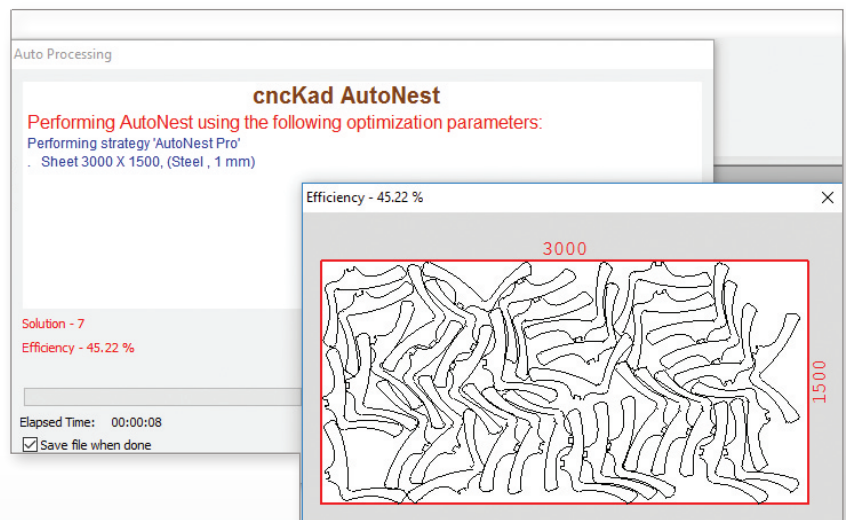 Auto Processing
cncKad AutoNest
Performing AutoNest using the following optimization parameters:
Performing strategy 'AutoNest Pro'
. Sheet 3000 X 1500, (Steel , 1 mm)
Efficiency - 45.22 %
3000
1500
Solution - 7
Efficiency - 45.22 %
Elapsed Time: 00:00:08
Save file when done